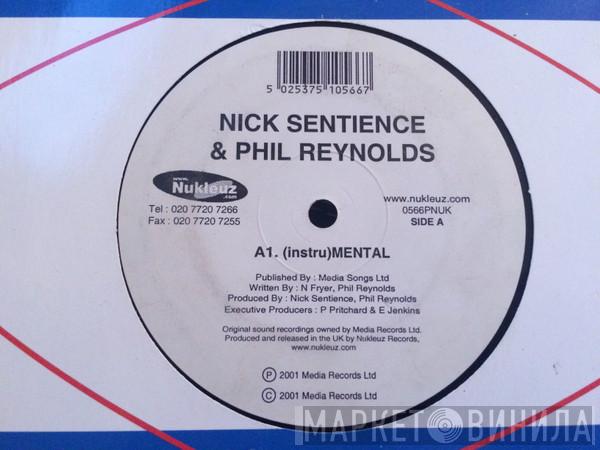 5 025375 105667
NICK SENTIENCE
& PHIL REYNOLDS
www.
Nukleuz
.com
Tel : 020 7720 7266
Fax : 020 7720 7255
www.nukleuz.com
0566PNUK
SIDE A
A1. (instru)MENTAL
Published By : Media Songs Ltd
Written By : N Fryer, Phil Reynolds
Produced By : Nick Sentience, Phil Reynolds
Executive Producers : P Pritchard & E Jenkins
Original sound recordings owned by Media Records Ltd.
Produced and released in the UK by Nukleuz Records,
www.nukleuz.com
Ⓟ 2001 Media Records Ltd
Ⓒ 2001 Media Records Ltd
МАРКЕТ ВИНИЛА